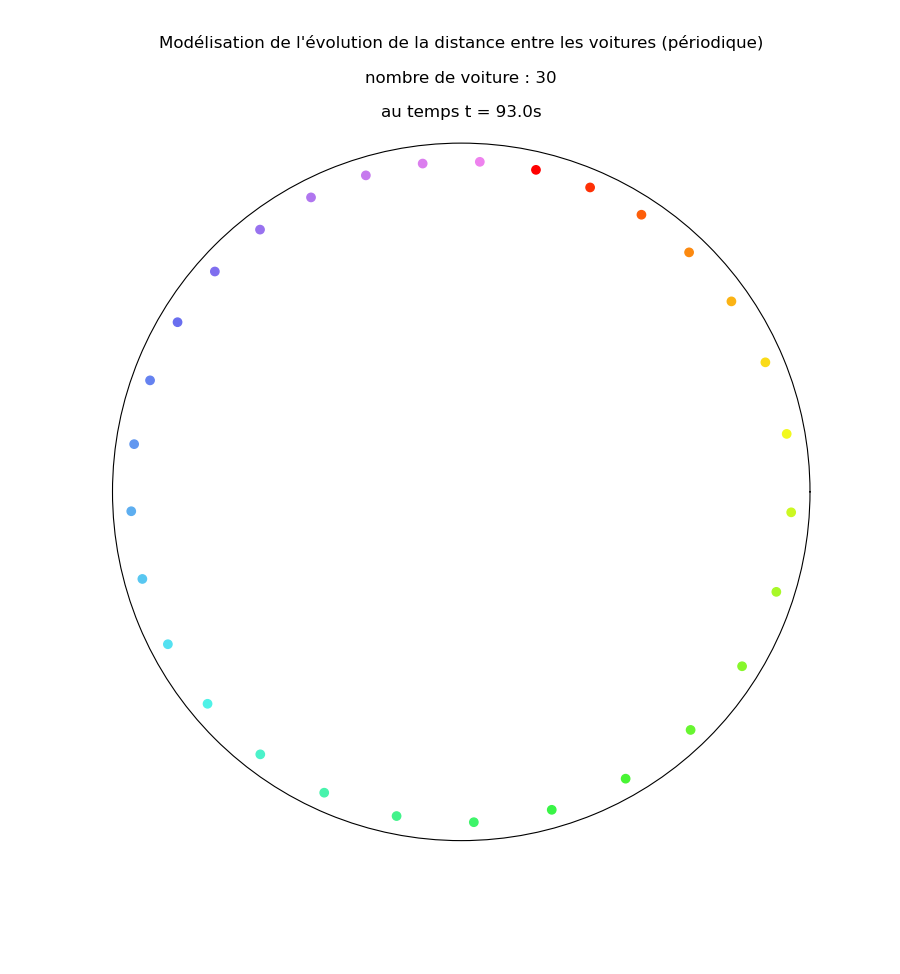 Modélisation de l'évolution de la distance entre les voitures (périodique)
nombre de voiture : 30
au temps t = 93.0s